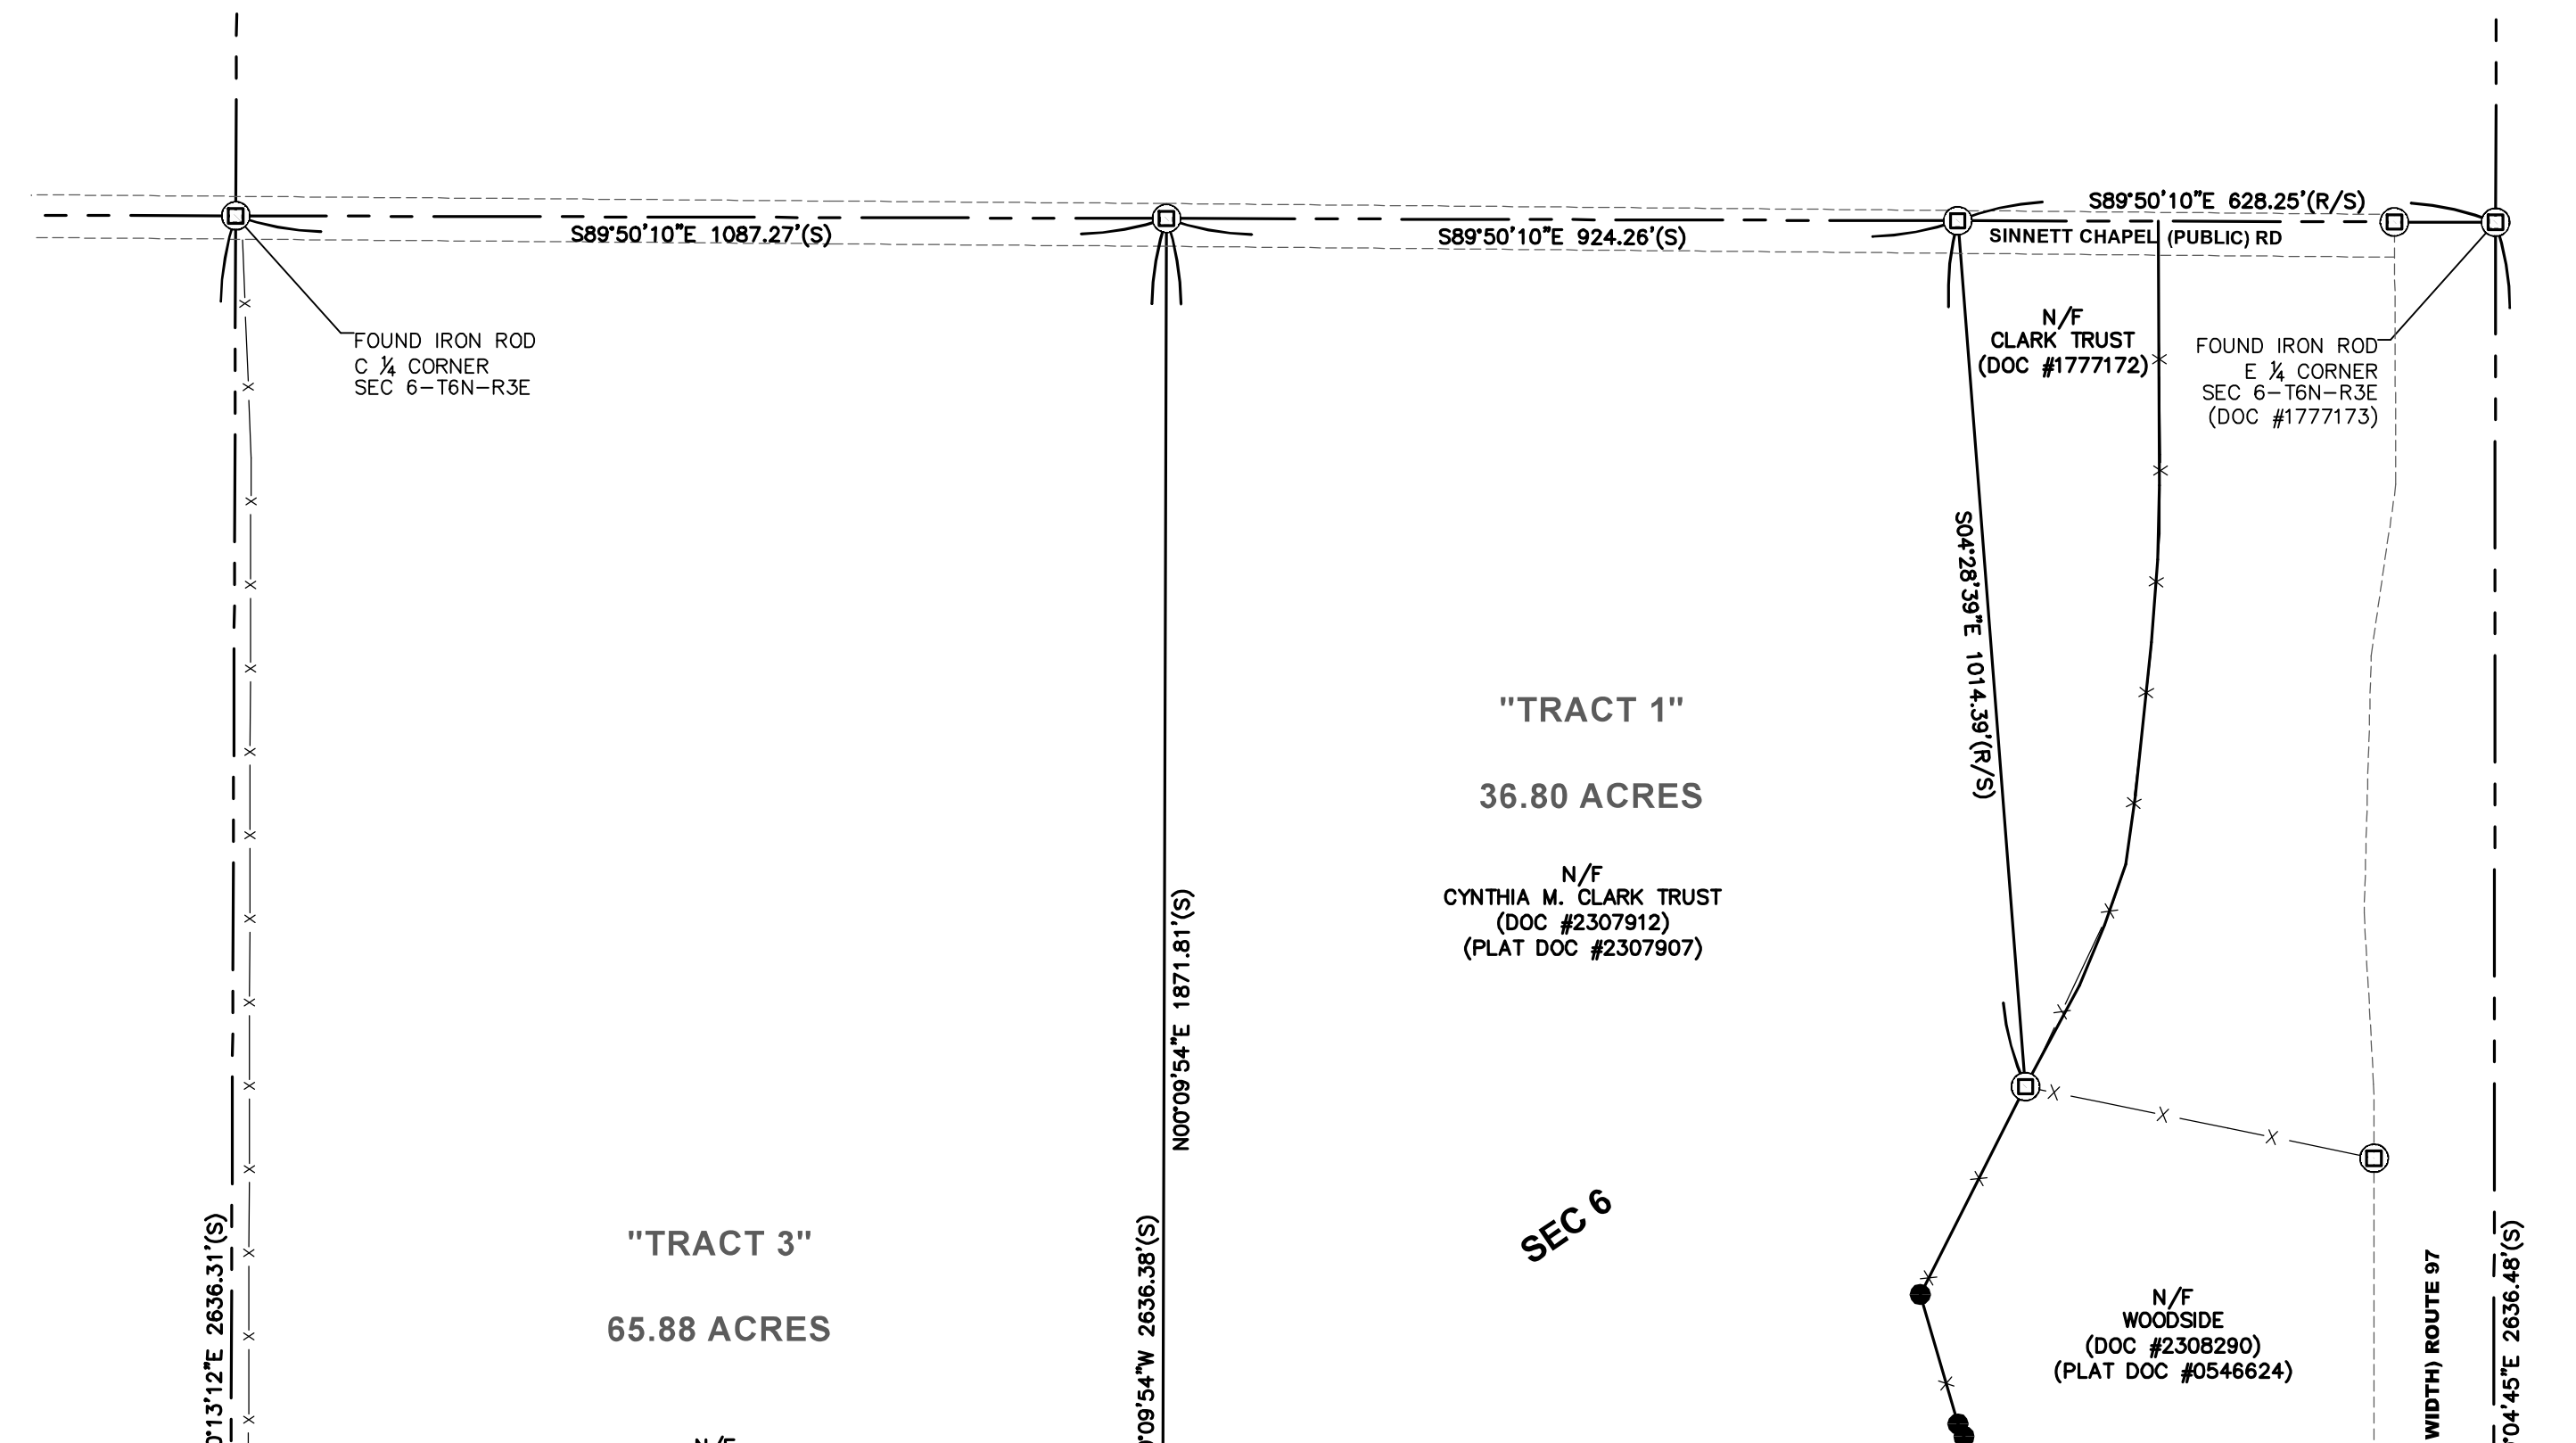 S89°50'10"E 628.25'(R/S)
S89°50'10"E 1087.27'(S)
S89°50'10"E 924.26'(S)
SINNETT CHAPEL (PUBLIC) RD
FOUND IRON ROD
C ¼ CORNER
SEC 6-T6N-R3E
N/F
CLARK TRUST
(DOC #1777172)
FOUND IRON ROD
E ¼ CORNER
SEC 6-T6N-R3E
(DOC #1777173)
S04°28'39"E 1014.39'(R/S)
"TRACT 1"
36.80 ACRES
N/F
CYNTHIA M. CLARK TRUST
(DOC #2307912)
(PLAT DOC #2307907)
N00°09'54"E 1871.81'(S)
SEC 6
"TRACT 3"
65.88 ACRES
0°13'12"E 2636.31'(S)
0°09'54"W 2636.38'(S)
N/F
WOODSIDE
(DOC #2308290)
(PLAT DOC #0546624)
WIDTH) ROUTE 97
°04'45"E 2636.48'(S)
N/F